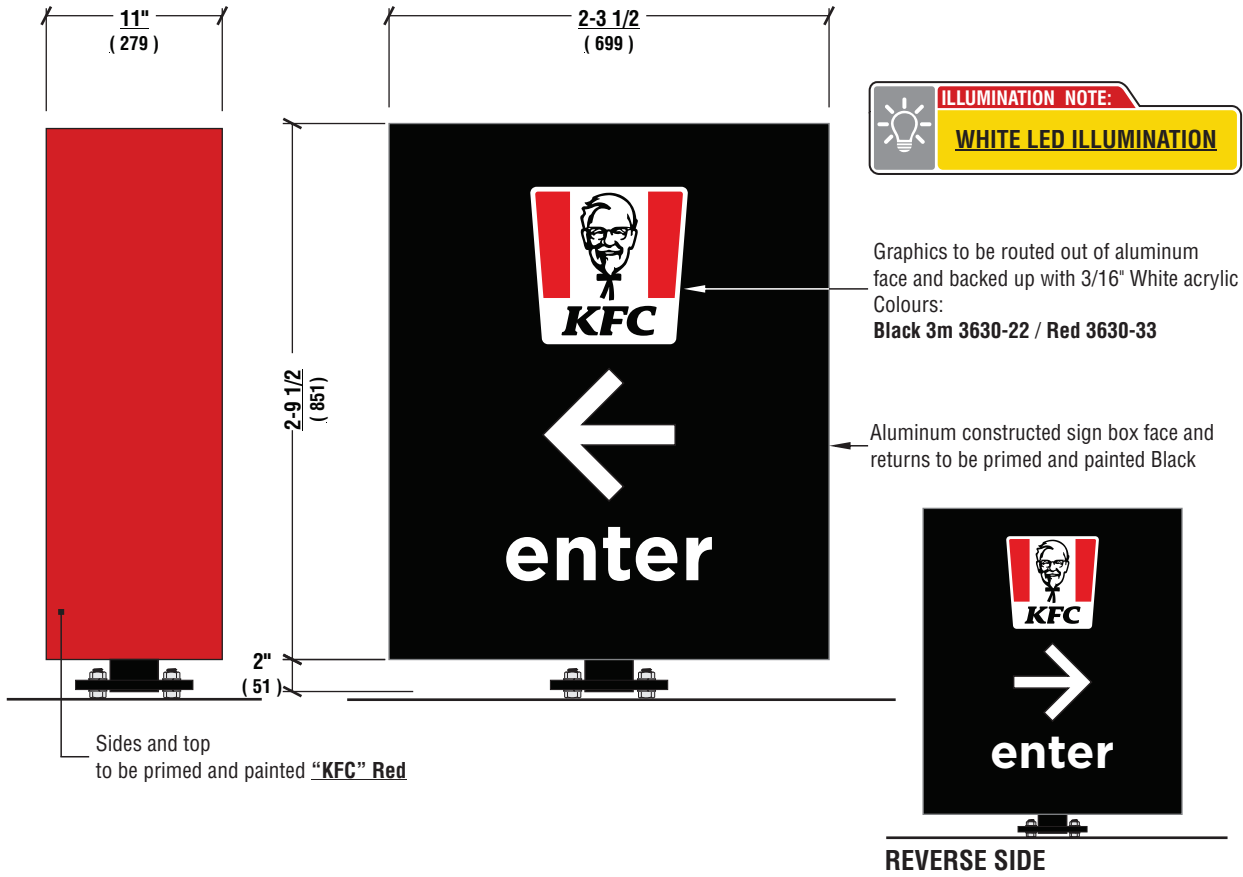 11"
( 279 )
2-3 1/2
( 699 )
ILLUMINATION NOTE:
WHITE LED ILLUMINATION
KFC
Graphics to be routed out of aluminum
face and backed up with 3/16" White acrylic
Colours:
Black 3m 3630-22 / Red 3630-33
2-9 1/2
( 851 )
Aluminum constructed sign box face and
returns to be primed and painted Black
enter
2"
( 51 )
Sides and top
to be primed and painted “KFC” Red
KFC
enter
REVERSE SIDE